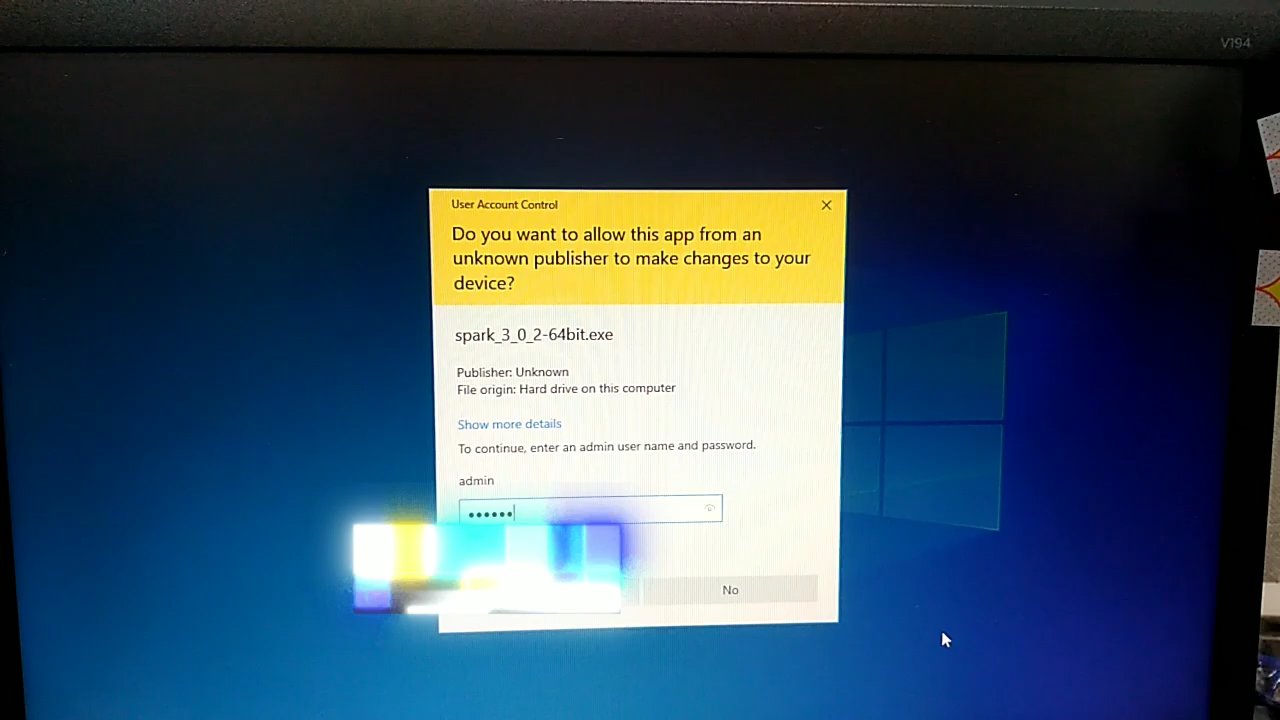 V194
User Account Control
Do you want to allow this app from an
unknown publisher to make changes to your
device?
spark_3_0_2-64bit.exe
Publisher: Unknown
File origin: Hard drive on this computer
Show more details
To continue, enter an admin user name and password.
admin
••••••
No